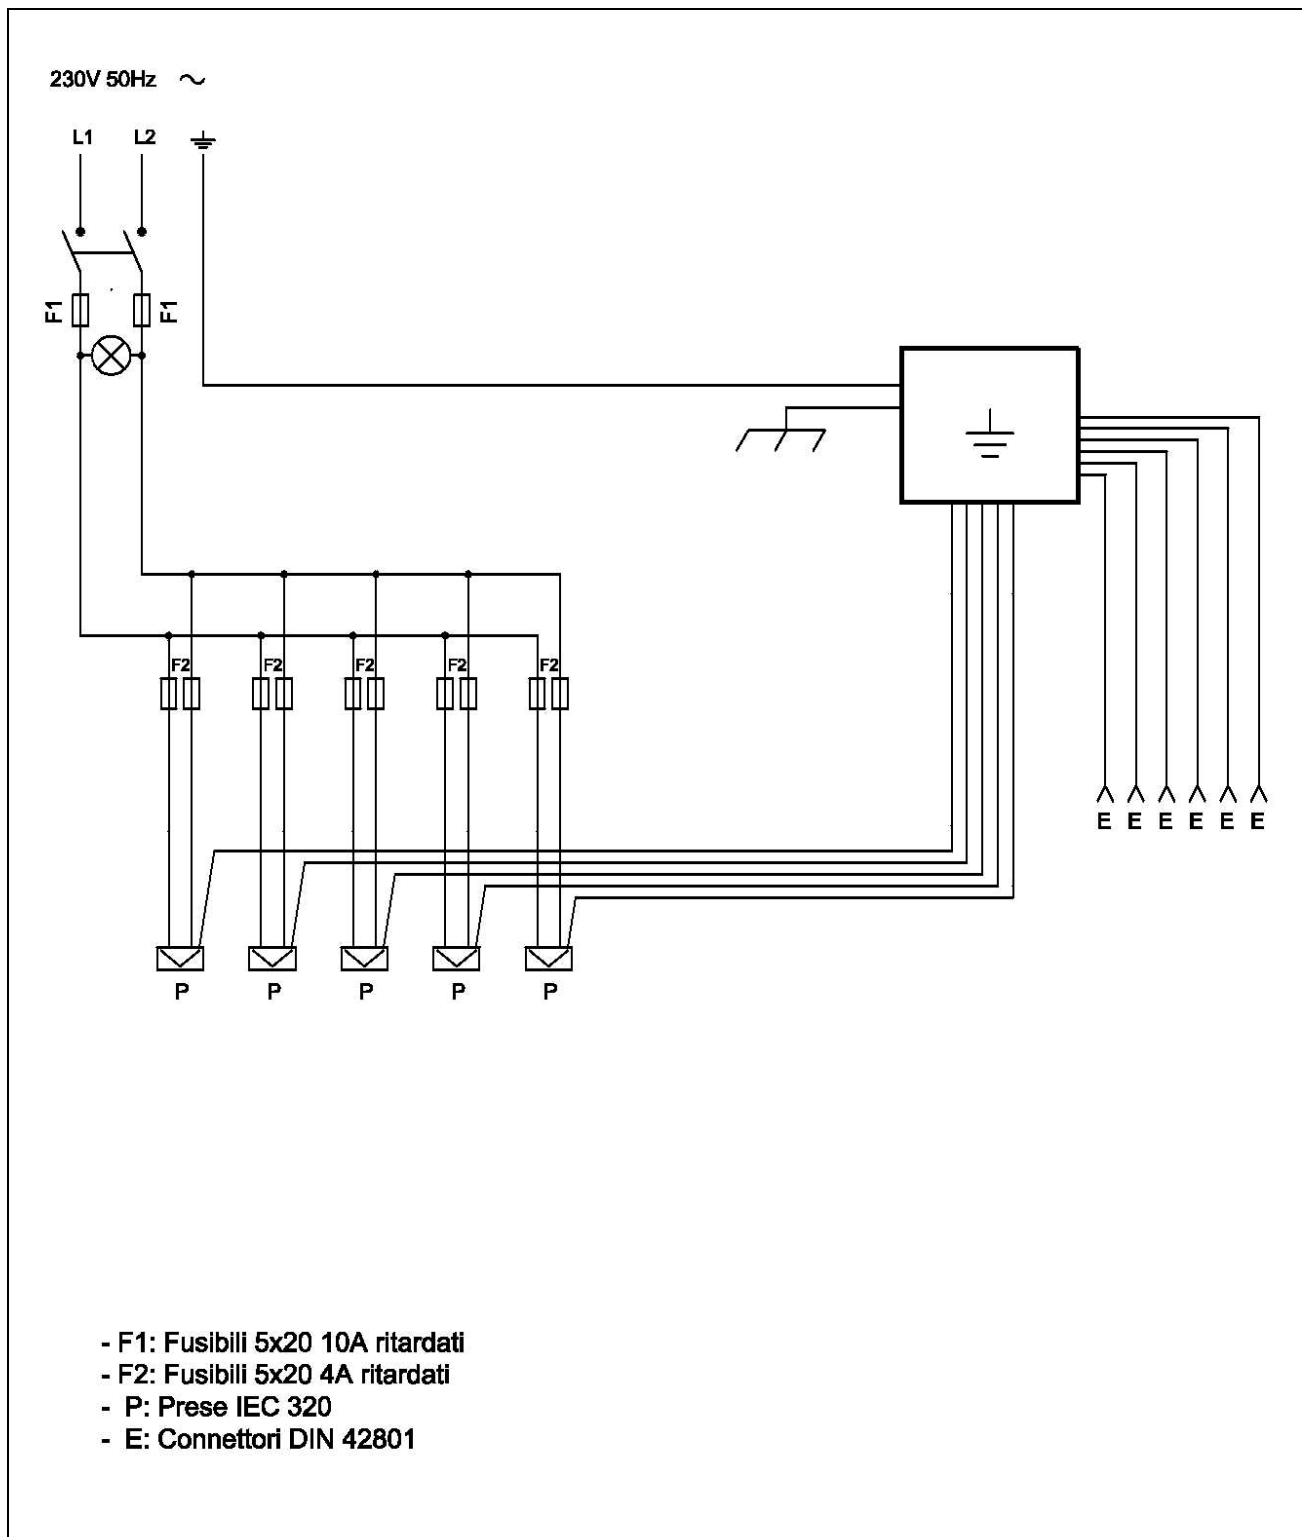 230V 50Hz ～
L1 L2
F1 F1
F2 F2 F2 F2 F2
E E E E E E
P P P P P
- F1: Fusibili 5x20 10A ritardati
- F2: Fusibili 5x20 4A ritardati
- P: Prese IEC 320
- E: Connettori DIN 42801